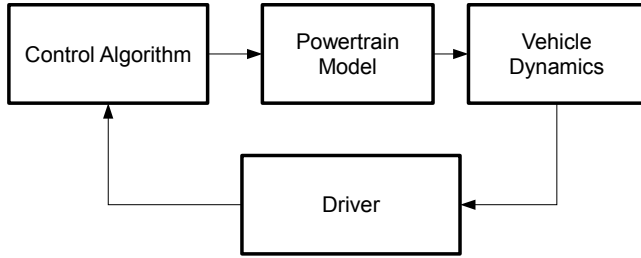 Control Algorithm
Powertrain
Model
Vehicle
Dynamics
Driver